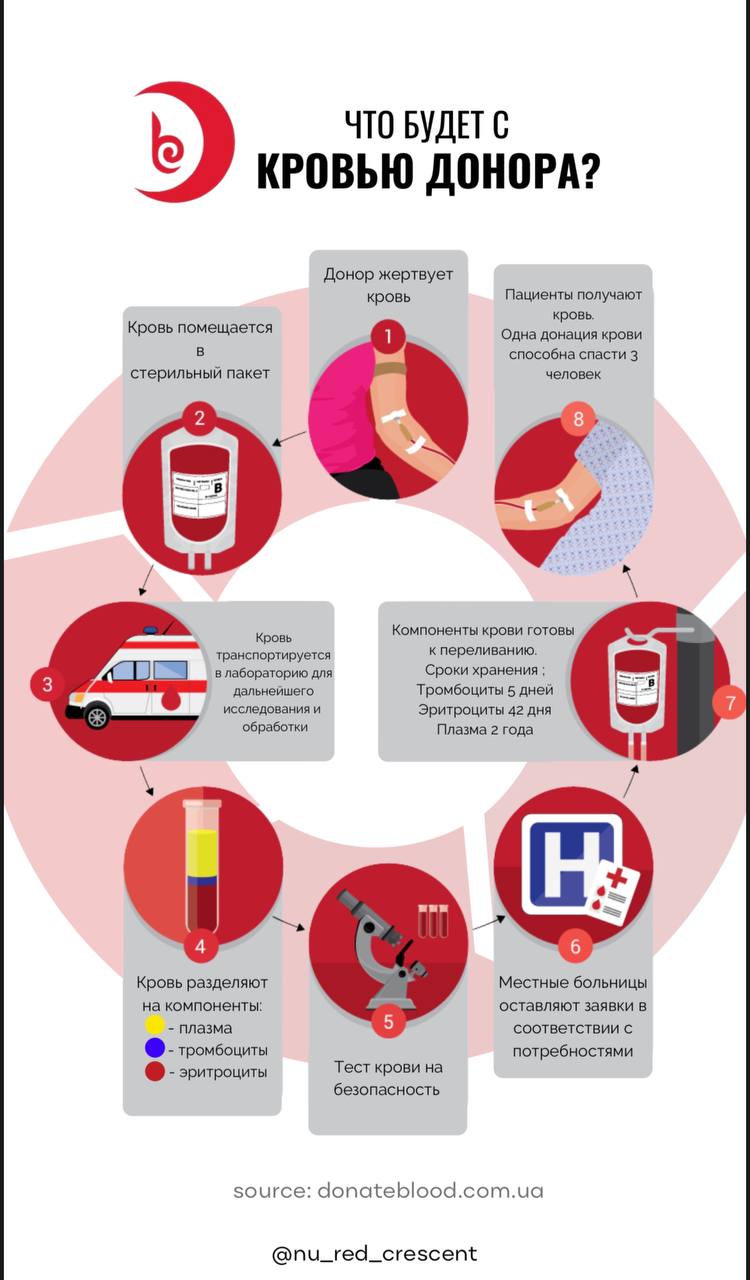 ЧТО БУДЕТ С
КРОВЬЮ ДОНОРА?
Донор жертвует
кровь
1
Кровь помещается
в
стерильный пакет
2
B
Кровь
транспортируется
в лабораторию для
дальнейшего
исследования и
обработки
3
4
Кровь разделяют
на компоненты:
- плазма
- тромбоциты
- эритроциты
5
Тест крови на
безопасность
H
6
Местные больницы
оставляют заявки в
соответствии с
потребностями
Компоненты крови готовы
к переливанию.
Сроки хранения ;
Тромбоциты 5 дней
Эритроциты 42 дня
Плазма 2 года
B
7
Пациенты получают
кровь.
Одна донация крови
способна спасти 3
человек
8
source: donateblood.com.ua
@nu_red_crescent